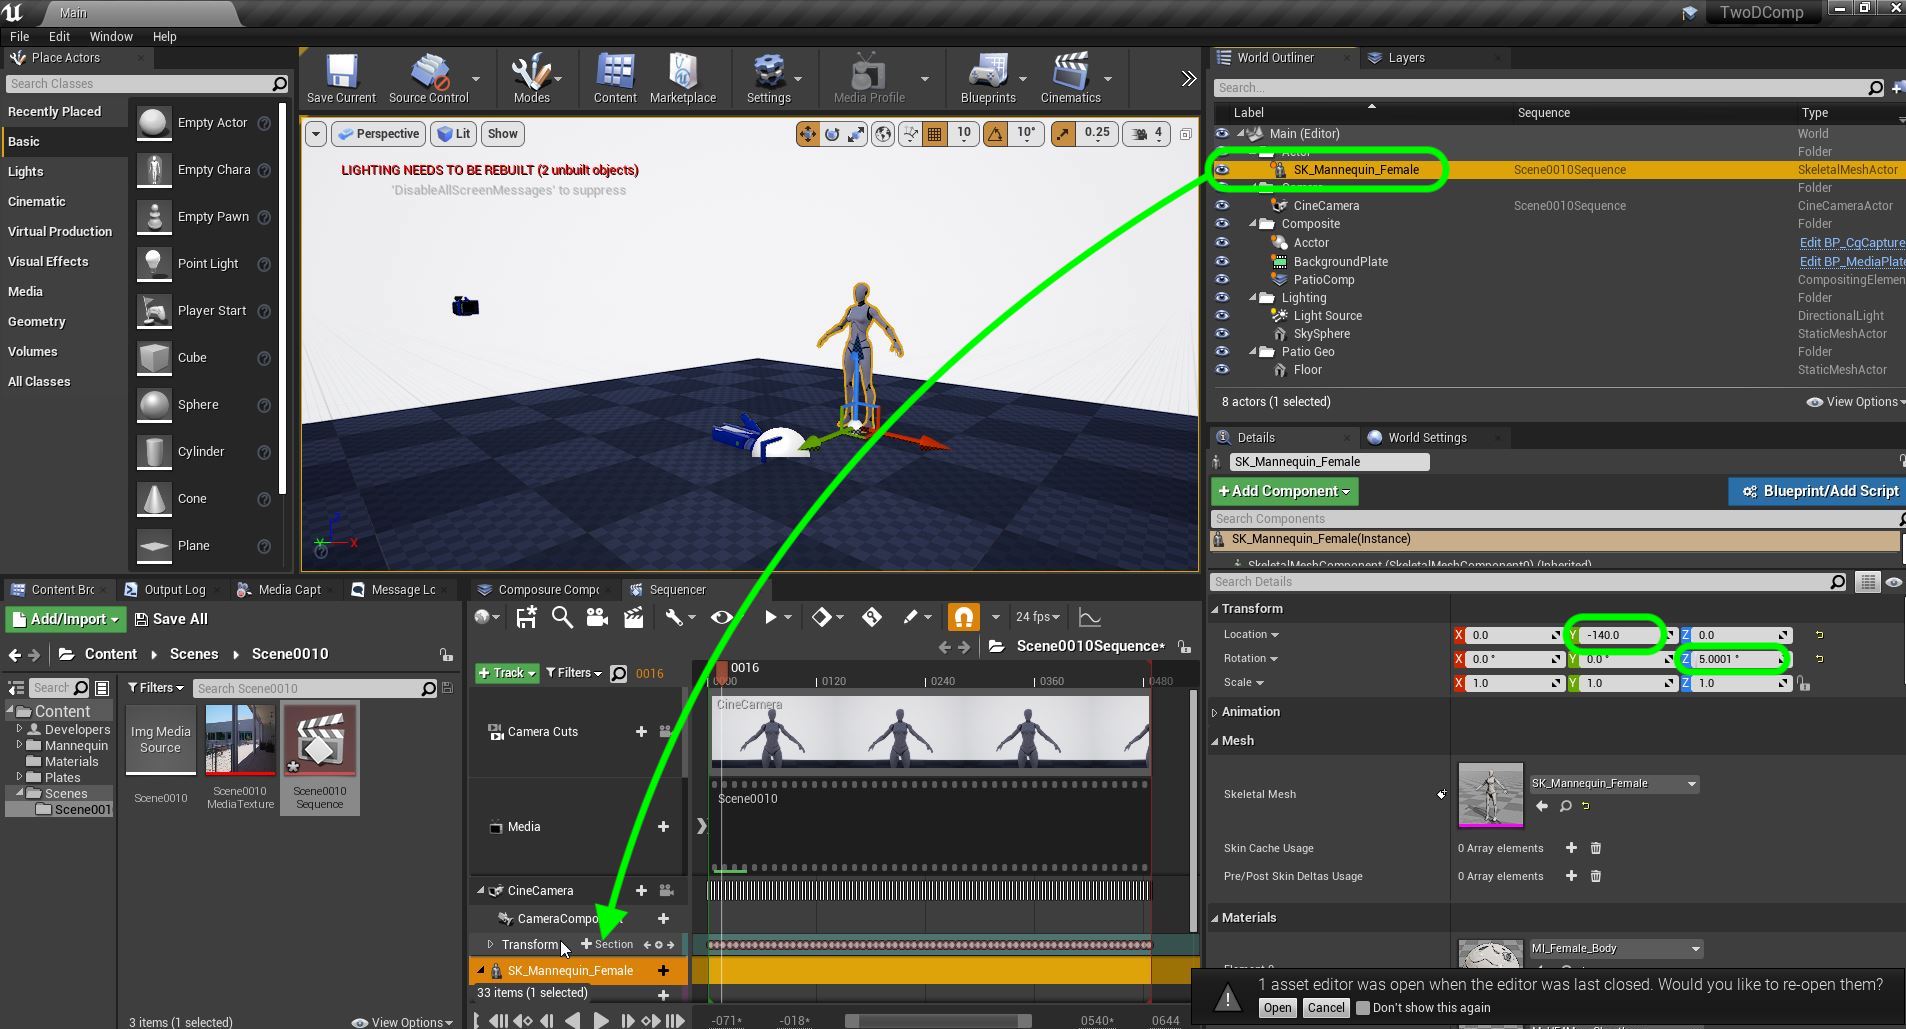 Main
TwoDComp
File Edit Window Help
Place Actors
Search Classes
Recently Placed
Basic
Lights
Cinematic
Virtual Production
Visual Effects
Media
Geometry
Volumes
All Classes
Empty Actor
Empty Chara
Empty Pawn
Point Light
Player Start
Cube
Sphere
Cylinder
Cone
Plane
Save Current
Source Control
Modes
Content
Marketplace
Settings
Media Profile
Blueprints
Cinematics
Perspective
Lit
Show
10
10°
0.25
4
LIGHTING NEEDS TO BE REBUILT (2 unbuilt objects)
'DisableAllScreenMessages' to suppress
X
Y
World Outliner
Layers
Search...
Label Sequence Type
Main (Editor) World
Actor Folder
SK_Mannequin_Female Scene0010Sequence SkeletalMeshActor
Camera Folder
CineCamera Scene0010Sequence CineCameraActor
Composite Folder
Acctor Edit BP_CgCapture
BackgroundPlate Edit BP_MediaPlate
PatioComp CompositingElemen
Lighting Folder
Light Source DirectionalLight
SkySphere StaticMeshActor
Patio Geo Folder
Floor StaticMeshActor
8 actors (1 selected)
View Options
Details
World Settings
SK_Mannequin_Female
+Add Component
Blueprint/Add Script
Search Components
SK_Mannequin_Female(Instance)
SkeletalMeshComponent (SkeletalMeshComponent0) (Inherited)
Search Details
Transform
Location X 0.0 Y -140.0 Z 0.0
Rotation X 0.0 ° Y 0.0 ° Z 5.0001 °
Scale X 1.0 Y 1.0 Z 1.0
Animation
Mesh
Skeletal Mesh
SK_Mannequin_Female
Skin Cache Usage 0 Array elements
Pre/Post Skin Deltas Usage 0 Array elements
Materials
MI_Female_Body
Element 0
1 asset editor was open when the editor was last closed. Would you like to re-open them?
Open
Cancel
Don't show this again
Content Brc
Output Log
Media Capt
Message Lc
Add/Import
Save All
Content
Scenes
Scene0010
Search
Filters
Search Scene0010
Content
Developers
Mannequin
Materials
Plates
Scenes
Scene001
Img Media
Source
Scene0010
Scene0010
MediaTexture
Scene0010
Sequence
3 items (1 selected)
View Options
Composure Compc
Sequencer
24 fps
Scene0010Sequence*
+ Track
Filters
0016
0016
0000
0120
0240
0360
0480
Camera Cuts
CineCamera
Media
Scene0010
CineCamera
CameraCompo
Transform
Section
SK_Mannequin_Female
33 items (1 selected)
-071*
-018*
0540*
0644